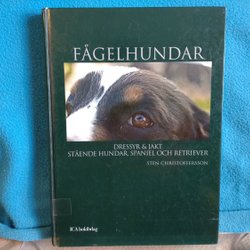 FÅGELHUNDAR
DRESSYR & JAKT
STÅENDE HUNDAR, SPANIEL OCH RETRIEVER
STEN CHRISTOFFERSSON
ICA bokförlag